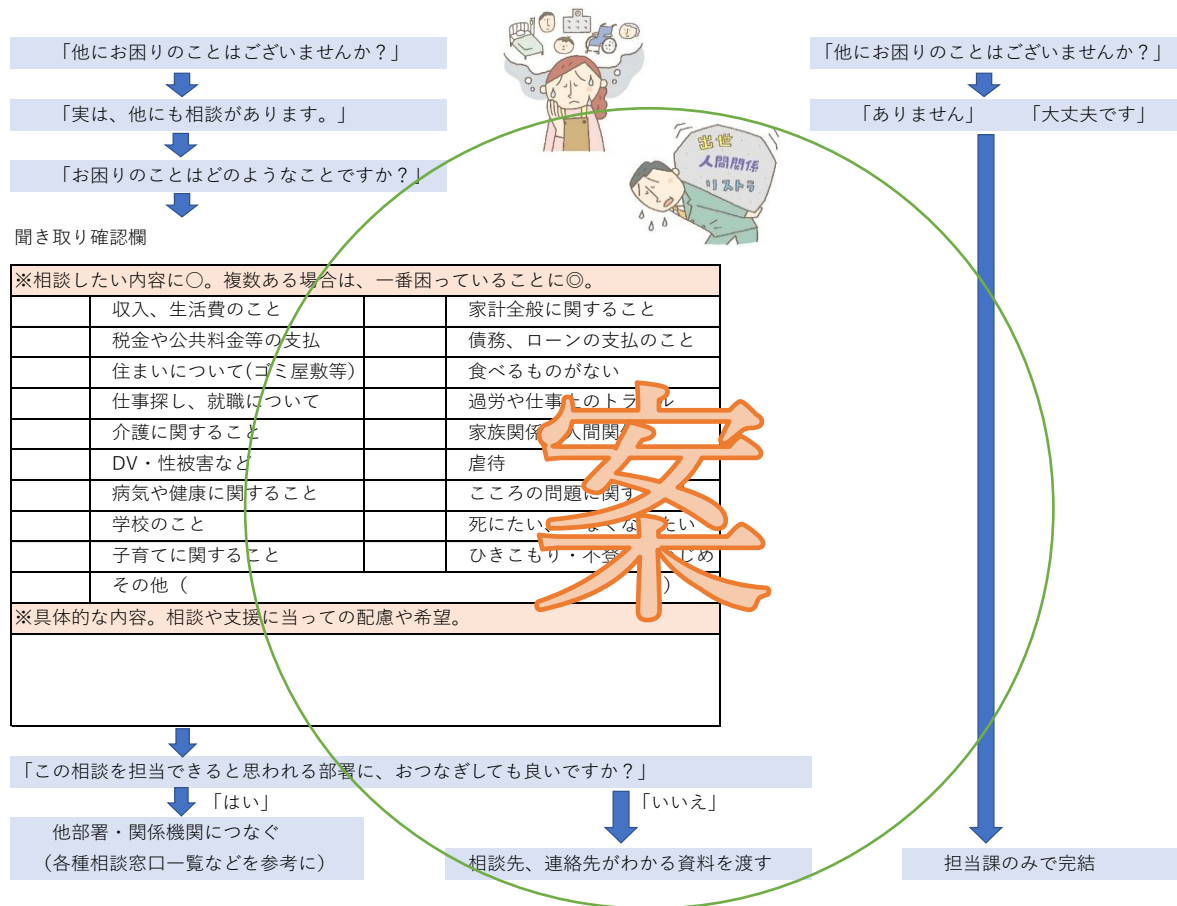 「他にお困りのことはございませんか？」
「実は、他にも相談があります。」
「お困りのことはどのようなことですか？」
出世
人間関係
リストラ
「他にお困りのことはございませんか？」
「ありません」 「大丈夫です」
聞き取り確認欄
※相談したい内容に〇。複数ある場合は、一番困っていることに◎。
収入、生活費のこと 家計全般に関すること
税金や公共料金等の支払 債務、ローンの支払のこと
住まいについて(ゴミ屋敷等) 食べるものがない
仕事探し、就職について 過労や仕事上のトラ ル
介護に関すること 家族関係 人間関
DV・性被害など 虐待
病気や健康に関すること こころの問題に関す
学校のこと 死にたい、 なくな たい
子育てに関すること ひきこもり・不登 じめ
その他（ ）
案
※具体的な内容。相談や支援に当っての配慮や希望。
「この相談を担当できると思われる部署に、おつなぎしても良いですか？」
「はい」 「いいえ」
他部署・関係機関につなぐ
（各種相談窓口一覧などを参考に）
相談先、連絡先がわかる資料を渡す
担当課のみで完結